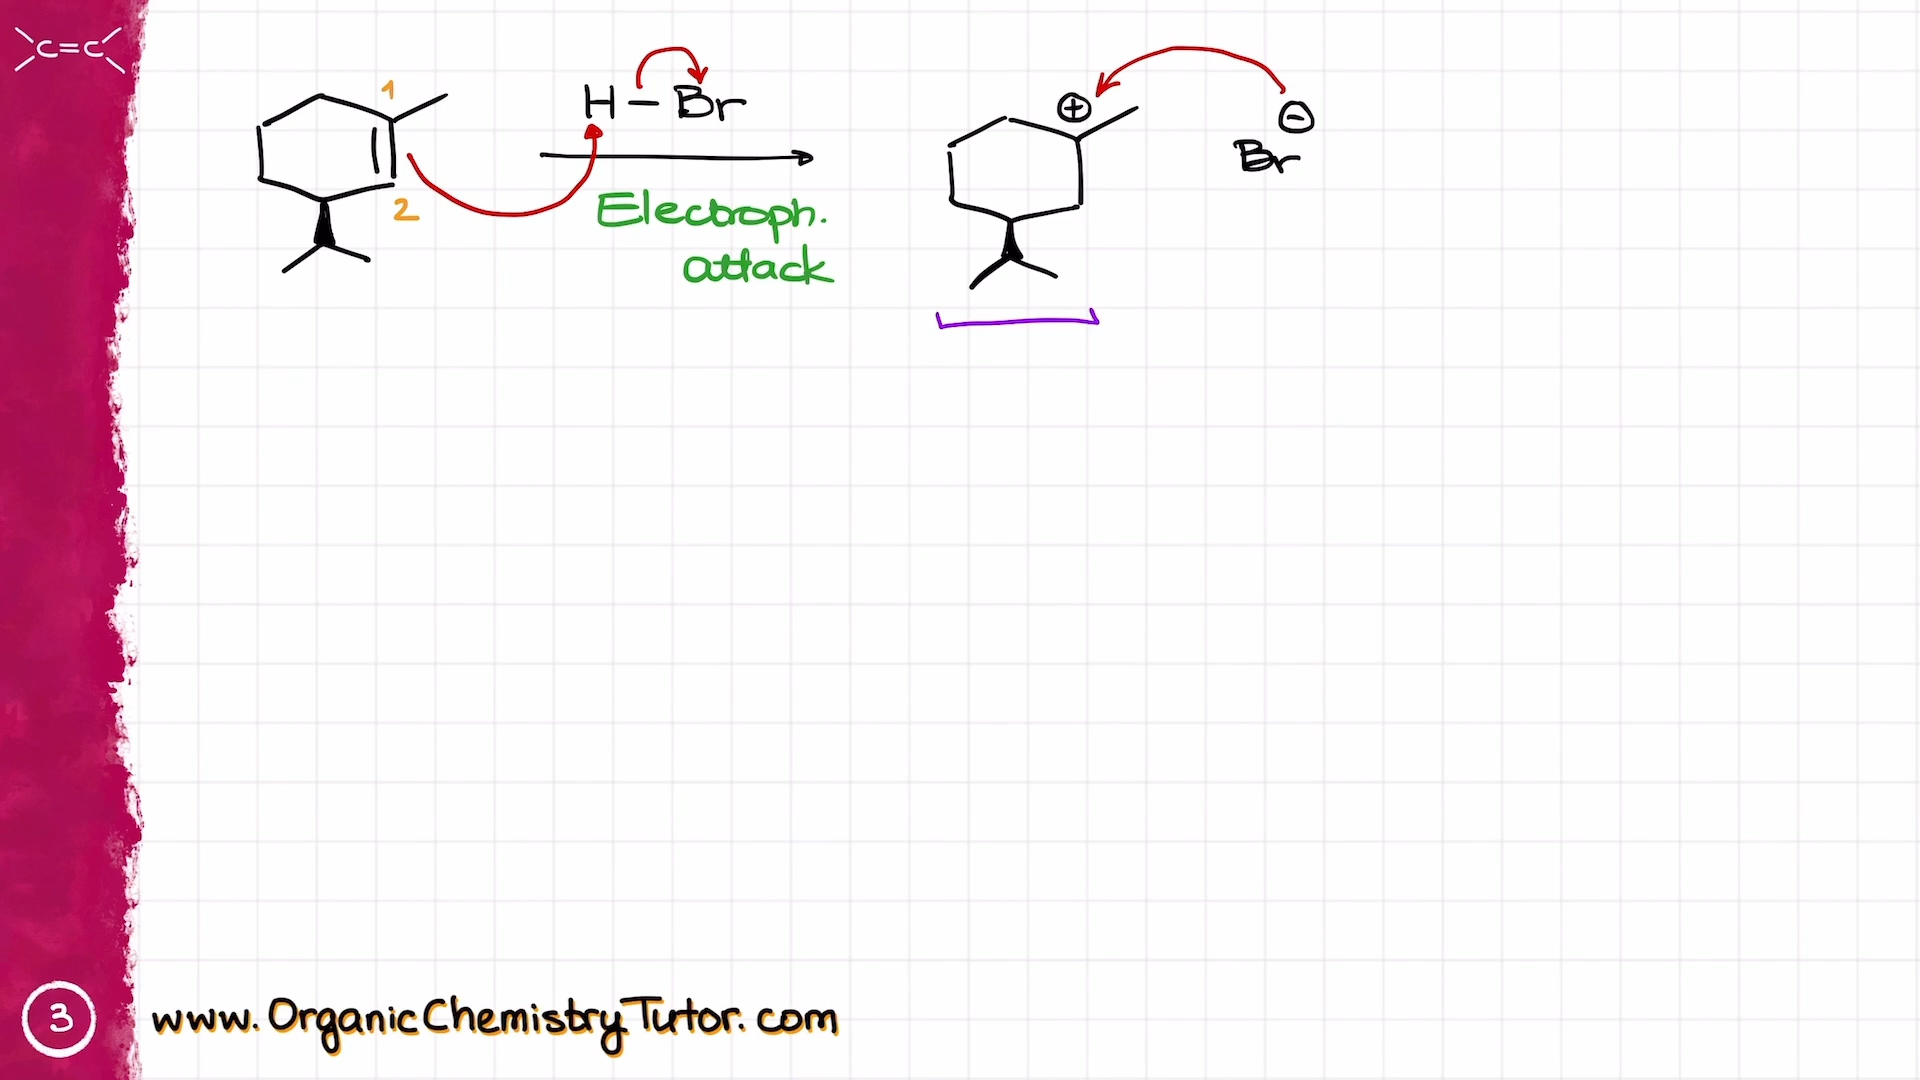 C=C
1
H – Br
⊕
⊖
Br
2
Electroph.
attack
3
www.OrganicChemistryTutor.com